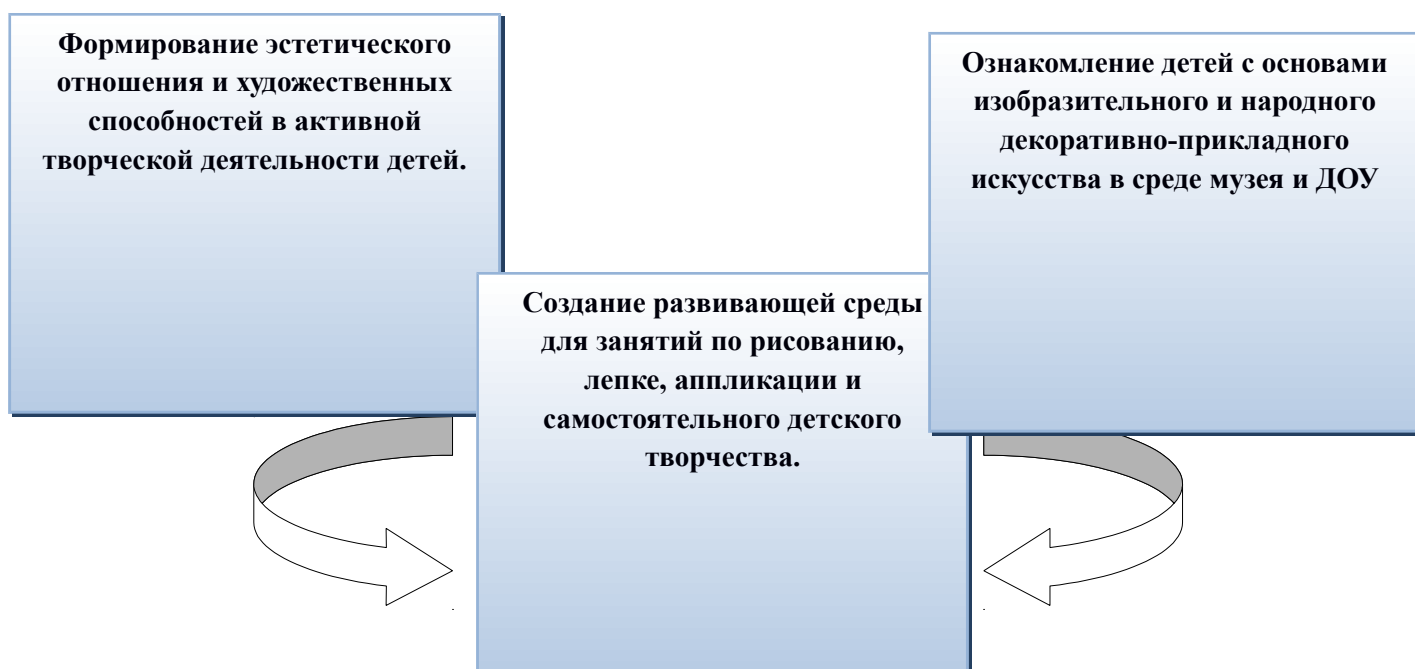 Формирование эстетического
отношения и художественных
способностей в активной
творческой деятельности детей.
Ознакомление детей с основами
изобразительного и народного
декоративно-прикладного
искусства в среде музея и ДОУ
Создание развивающей среды
для занятий по рисованию,
лепке, аппликации и
самостоятельного детского
творчества.